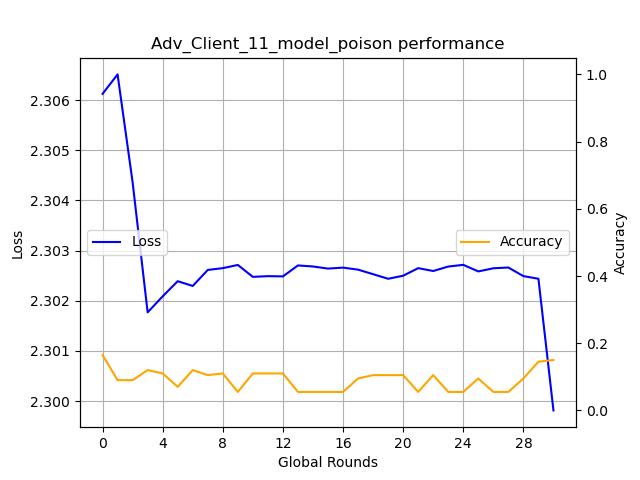 Adv_Client_11_model_poison performance
2.306
2.305
2.304
2.303
2.302
2.301
2.300
Loss
Loss
Accuracy
1.0
0.8
0.6
0.4
0.2
0.0
Accuracy
0 4 8 12 16 20 24 28
Global Rounds